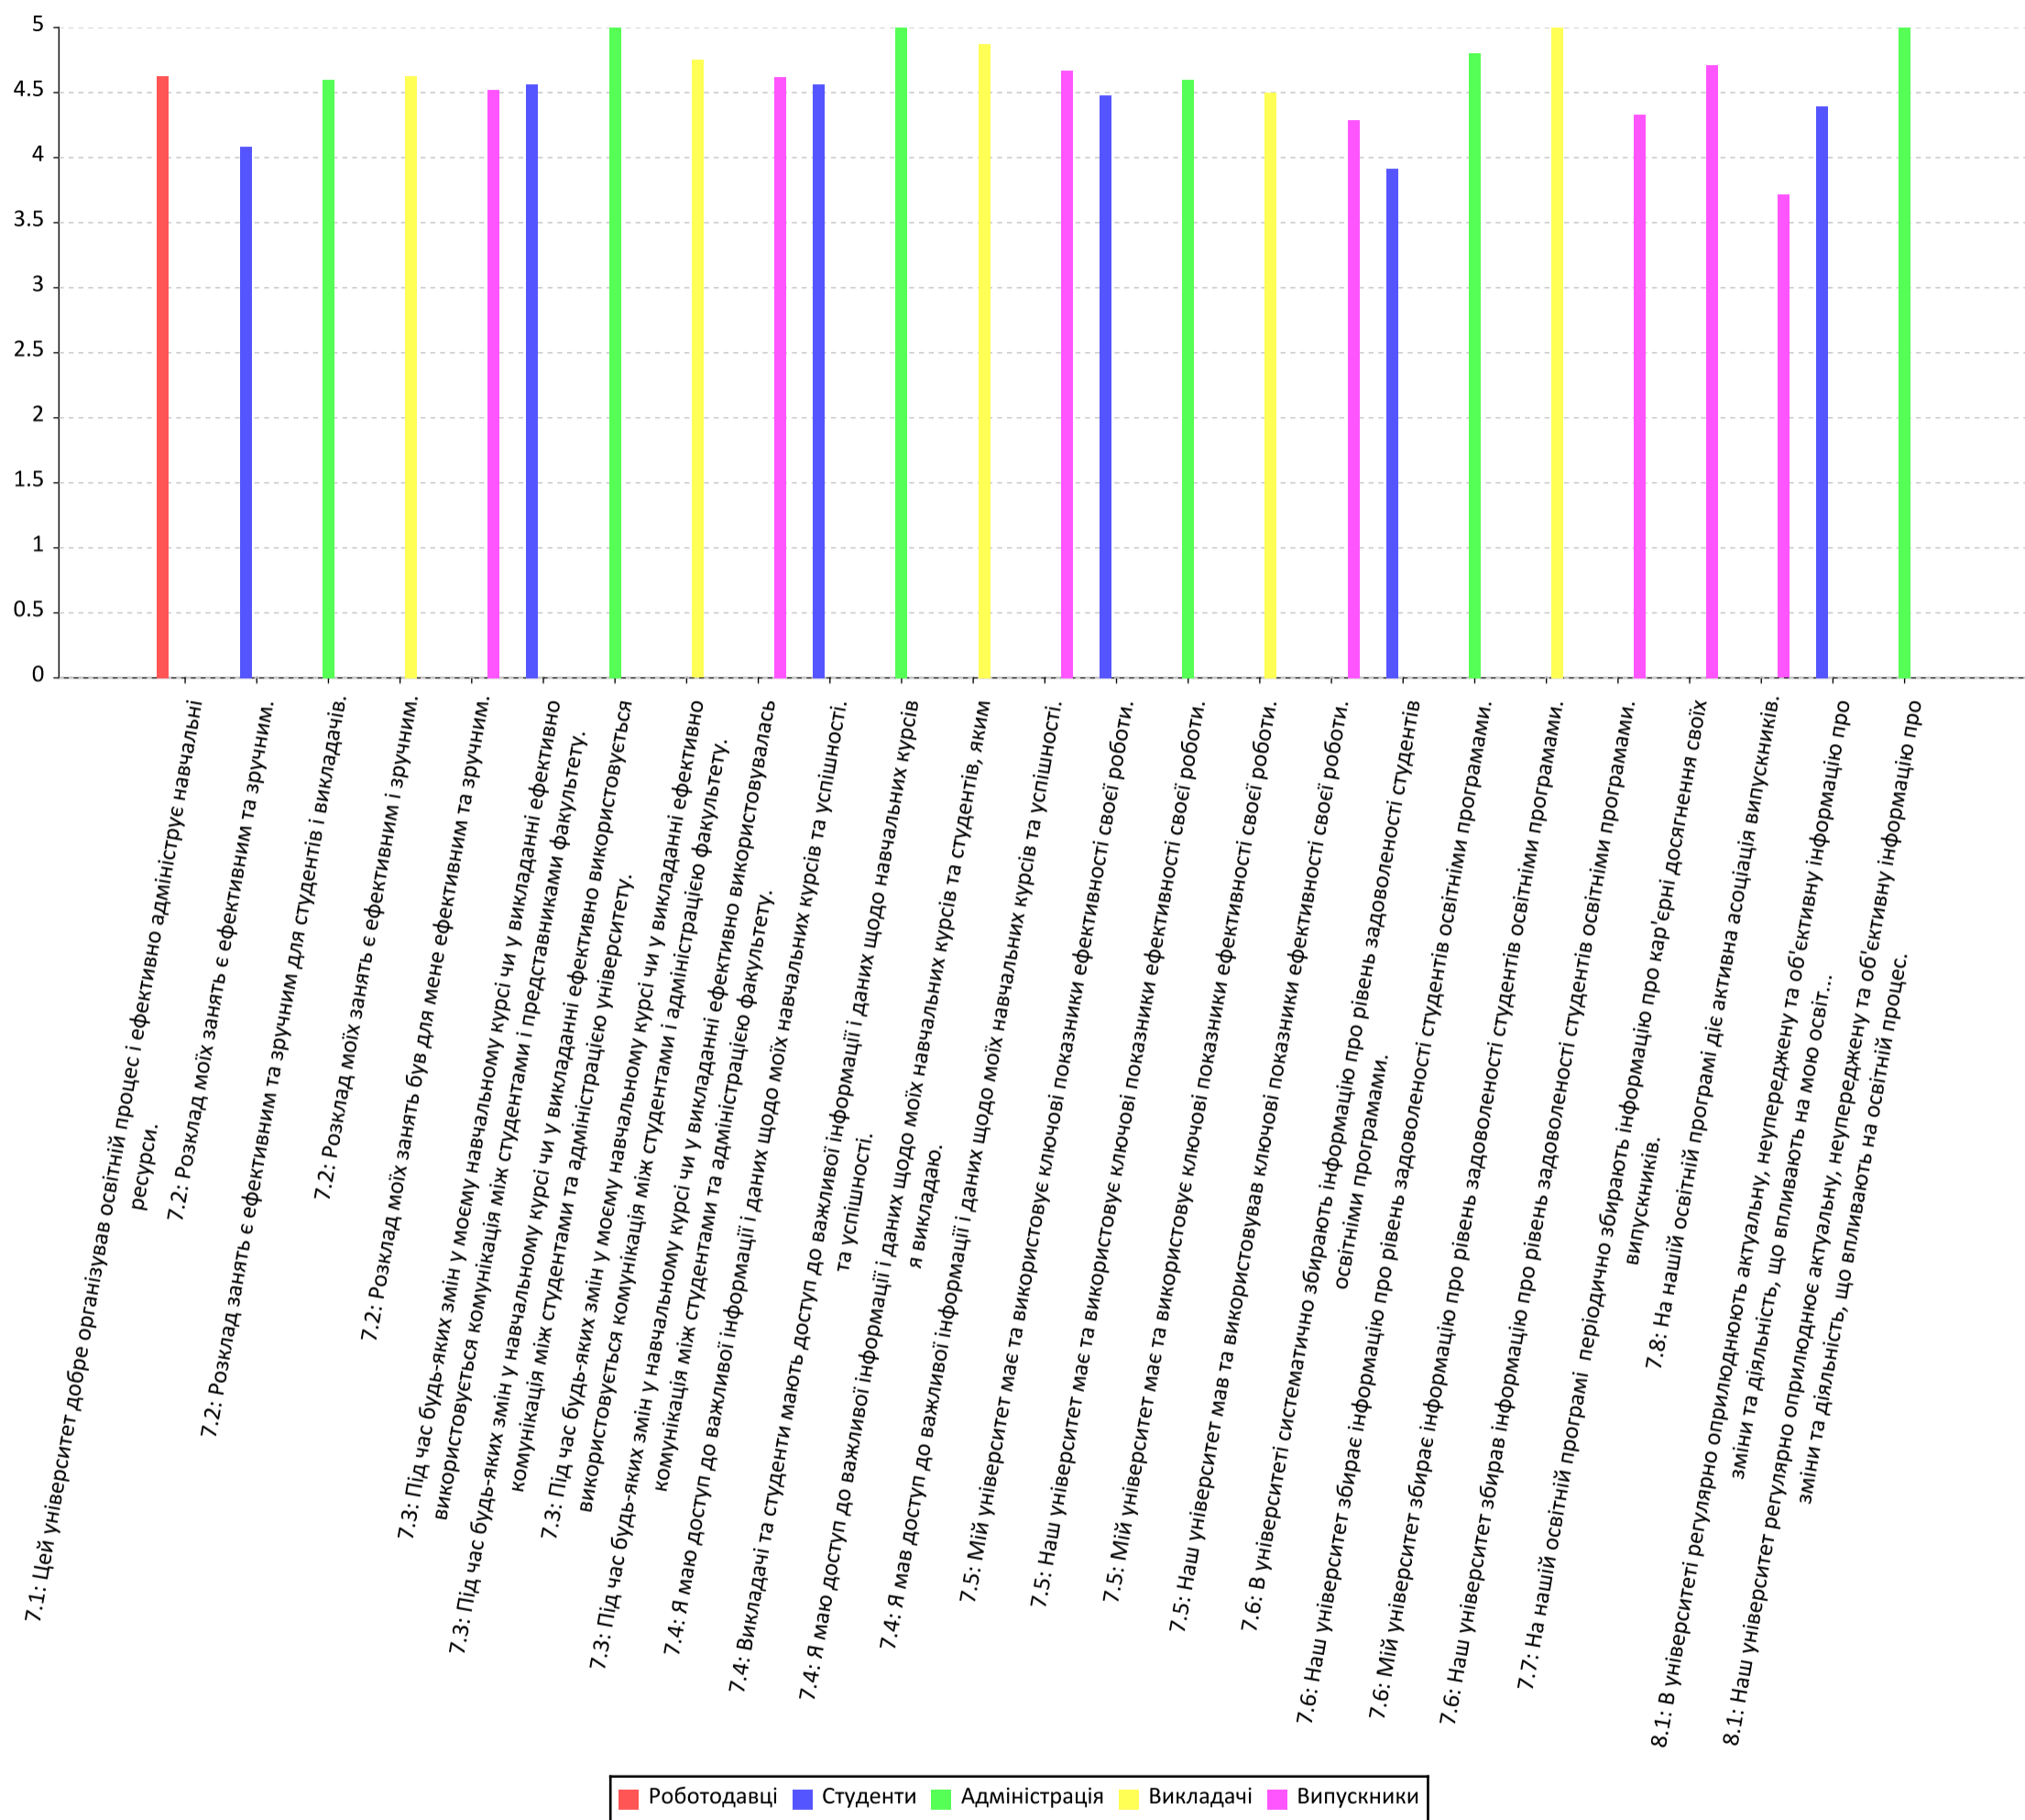 5
4.5
4
3.5
3
2.5
2
1.5
1
0.5
0
7.1: Цей університет добре організував освітній процес і ефективно адмініструє навчальні
ресурси.
7.2: Розклад моїх занять є ефективним та зручним.
7.2: Розклад занять є ефективним та зручним для студентів і викладачів.
7.2: Розклад моїх занять є ефективним і зручним.
7.2: Розклад моїх занять був для мене ефективним та зручним.
7.3: Під час будь-яких змін у моєму навчальному курсі чи у викладанні ефективно
використовується комунікація між студентами і представниками факультету.
7.3: Під час будь-яких змін у навчальному курсі чи у викладанні ефективно використовується
комунікація між студентами та адміністрацією університету.
7.3: Під час будь-яких змін у моєму навчальному курсі чи у викладанні ефективно
використовується комунікація між студентами і адміністрацією факультету.
7.3: Під час будь-яких змін у навчальному курсі чи у викладанні ефективно використовувалась
комунікація між студентами та адміністрацією факультету.
7.4: Я маю доступ до важливої інформації і даних щодо моїх навчальних курсів та успішності.
7.4: Викладачі та студенти мають доступ до важливої інформації і даних щодо навчальних курсів
та успішності.
7.4: Я маю доступ до важливої інформації і даних щодо моїх навчальних курсів та студентів, яким
я викладаю.
7.4: Я мав доступ до важливої інформації і даних щодо моїх навчальних курсів та успішності.
7.5: Мій університет має та використовує ключові показники ефективності своєї роботи.
7.5: Наш університет має та використовує ключові показники ефективності своєї роботи.
7.5: Мій університет має та використовує ключові показники ефективності своєї роботи.
7.5: Наш університет мав та використовував ключові показники ефективності своєї роботи.
7.6: В університеті систематично збирають інформацію про рівень задоволеності студентів
освітніми програмами.
7.6: Наш університет збирає інформацію про рівень задоволеності студентів освітніми програмами.
7.6: Мій університет збирає інформацію про рівень задоволеності студентів освітніми програмами.
7.6: Наш університет збирав інформацію про рівень задоволеності студентів освітніми програмами.
7.7: На нашій освітній програмі періодично збирають інформацію про кар'єрні досягнення своїх
випускників.
7.8: На нашій освітній програмі діє активна асоціація випускників.
8.1: В університеті регулярно оприлюднюють актуальну, неупереджену та об'єктивну інформацію про
зміни та діяльність, що впливають на мою освіт...
8.1: Наш університет регулярно оприлюднює актуальну, неупереджену та об'єктивну інформацію про
зміни та діяльність, що впливають на освітній процес.
Роботодавці Студенти Адміністрація Викладачі Випускники